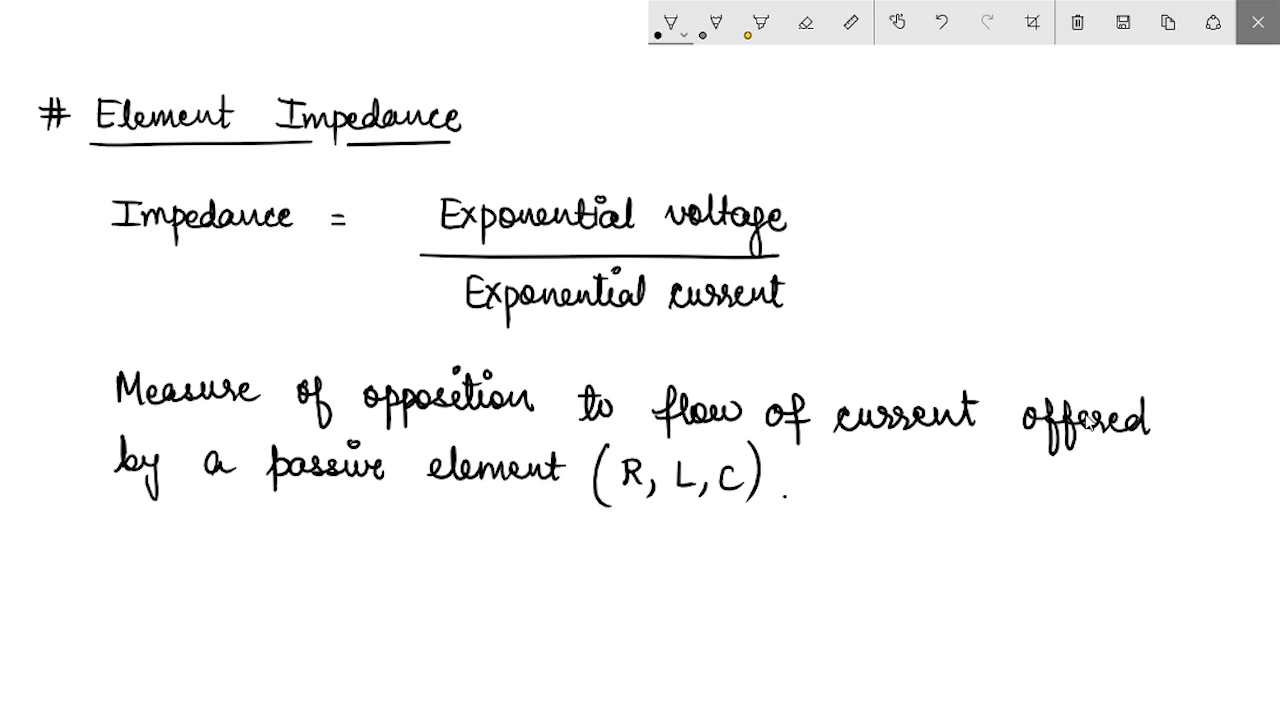 # Element Impedance
Impedance = Exponential voltage
Exponential current
Measure of opposition to flow of current offered
by a passive element (R, L, C).